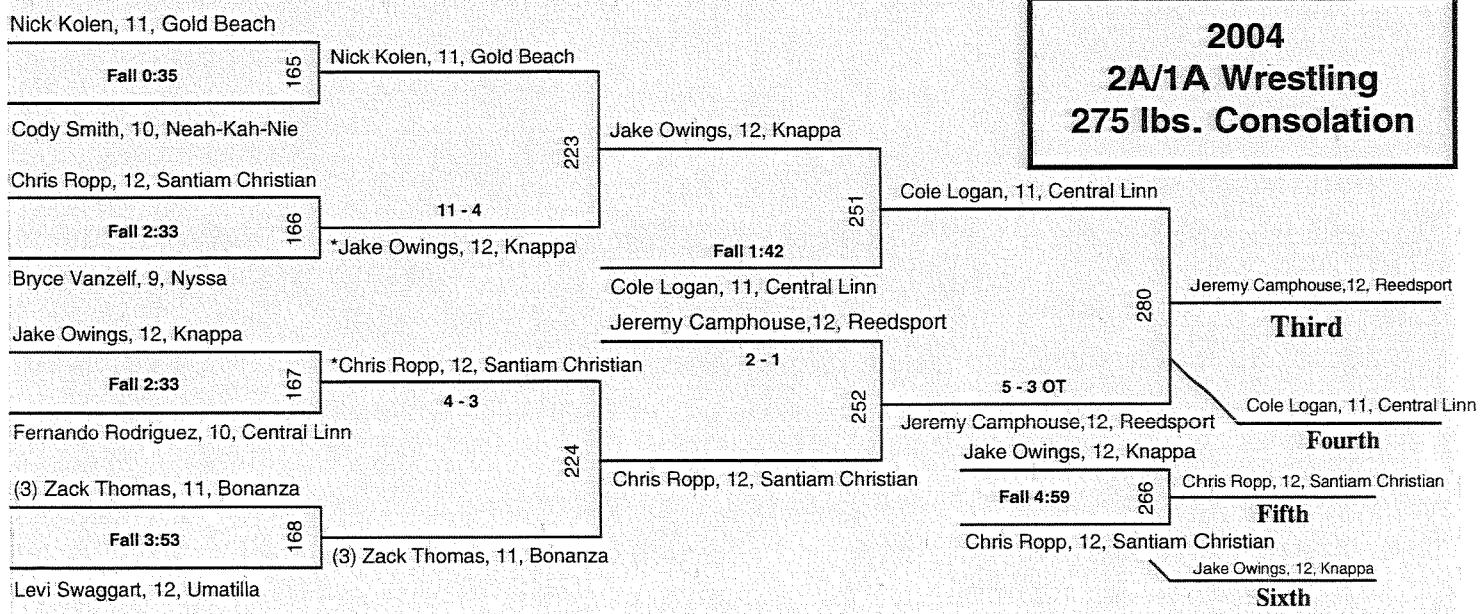 2004
2A/1A Wrestling
275 lbs. Consolation
Nick Kolen, 11, Gold Beach
Fall 0:35
165
Cody Smith, 10, Neah-Kah-Nie
Chris Ropp, 12, Santiam Christian
Fall 2:33
166
Bryce Vanzelf, 9, Nyssa
Jake Owings, 12, Knappa
Fall 2:33
167
Fernando Rodriguez, 10, Central Linn
(3) Zack Thomas, 11, Bonanza
Fall 3:53
168
Levi Swaggart, 12, Umatilla
Nick Kolen, 11, Gold Beach
223
11 - 4
*Jake Owings, 12, Knappa
*Chris Ropp, 12, Santiam Christian
4 - 3
224
(3) Zack Thomas, 11, Bonanza
Jake Owings, 12, Knappa
251
Fall 1:42
Cole Logan, 11, Central Linn
Jeremy Camphouse,12, Reedsport
2 - 1
252
Chris Ropp, 12, Santiam Christian
Cole Logan, 11, Central Linn
280
5 - 3 OT
Jeremy Camphouse,12, Reedsport
Jeremy Camphouse,12, Reedsport
Third
Cole Logan, 11, Central Linn
Fourth
Jake Owings, 12, Knappa
Fall 4:59
266
Chris Ropp, 12, Santiam Christian
Chris Ropp, 12, Santiam Christian
Fifth
Jake Owings, 12, Knappa
Sixth